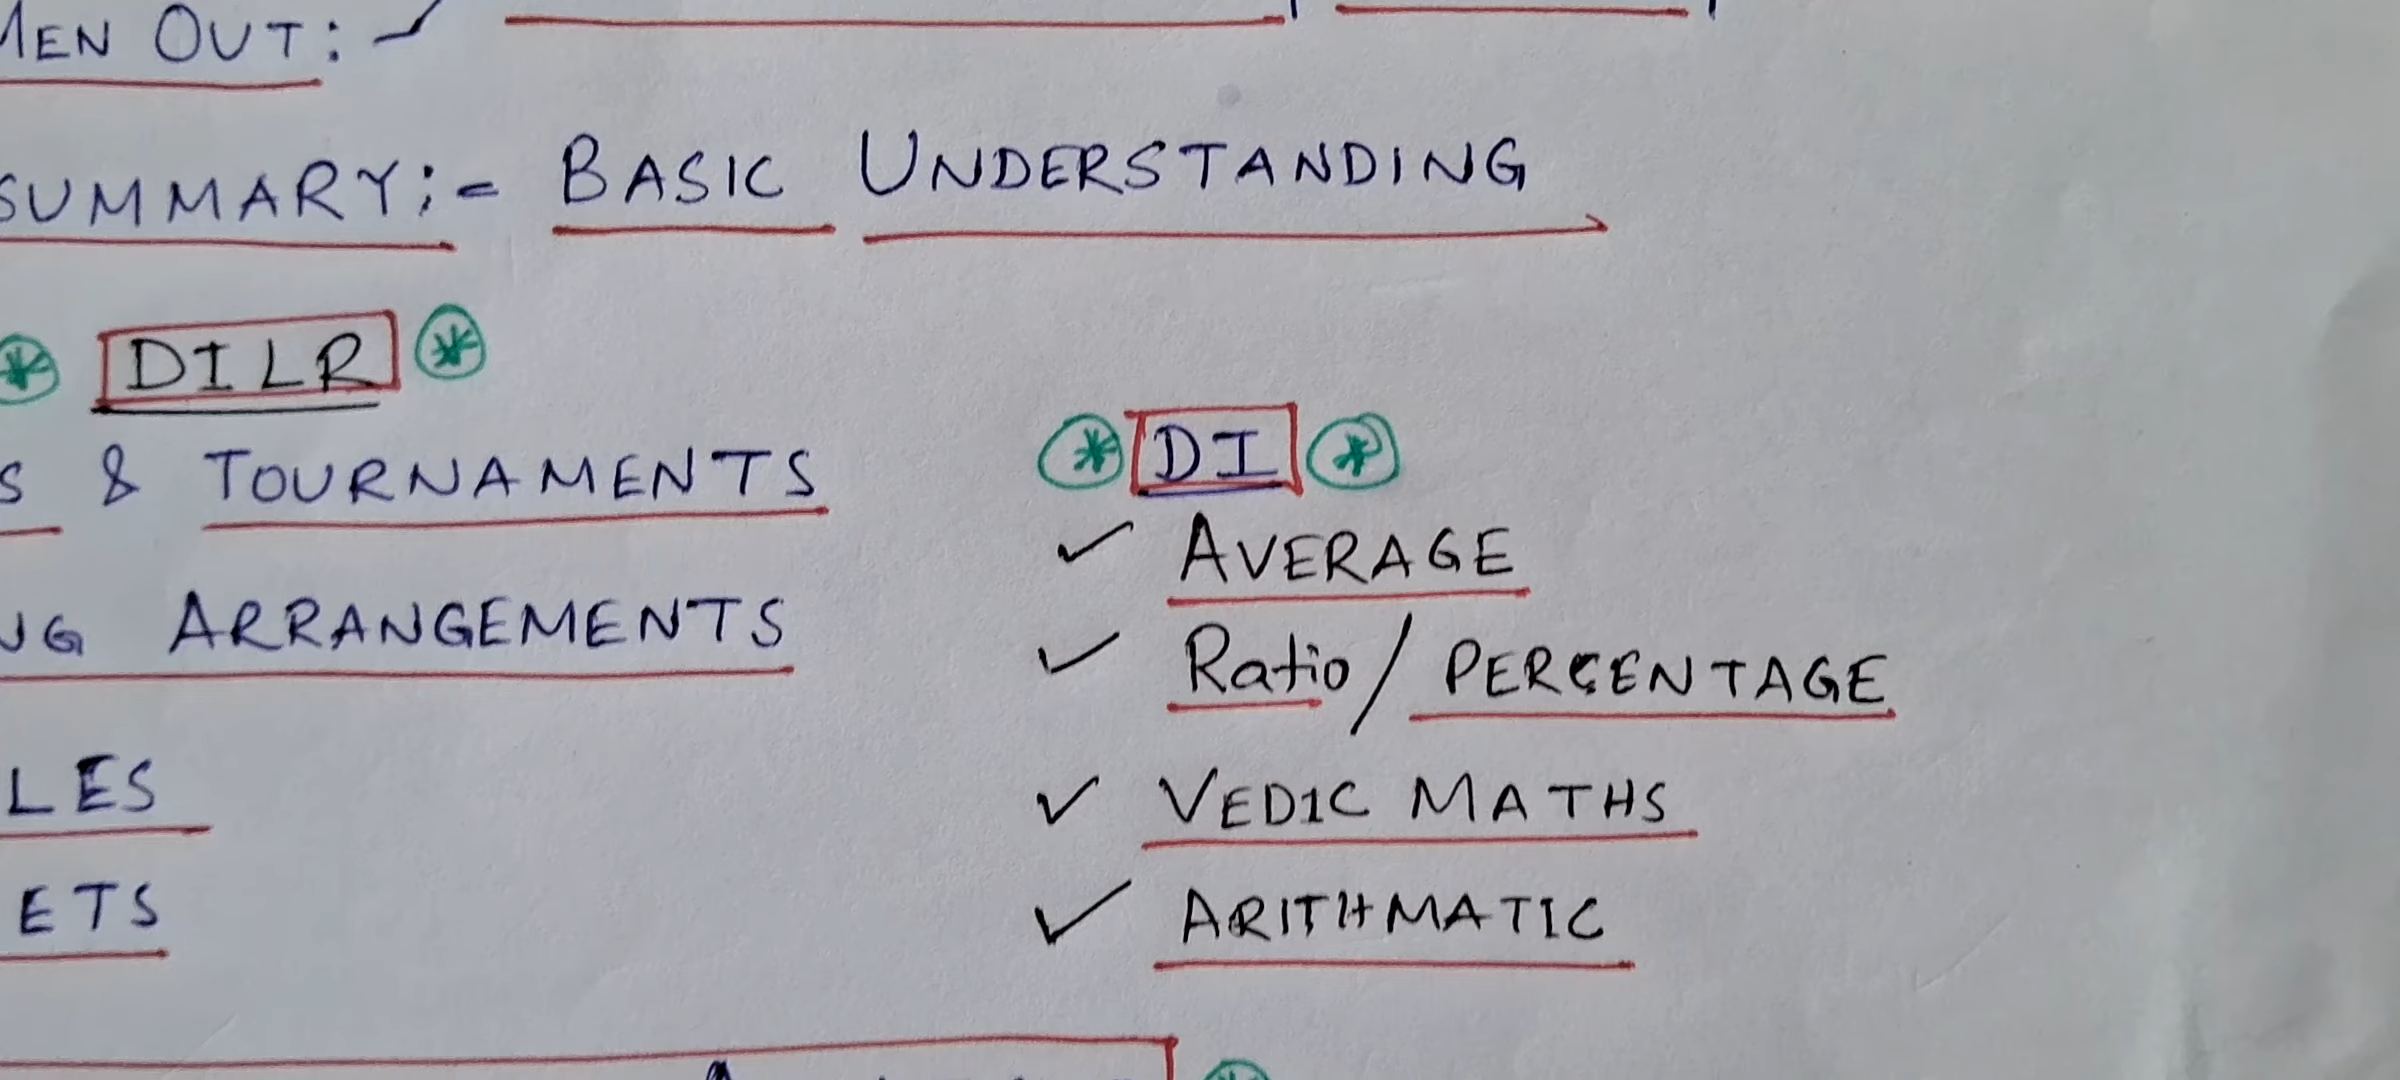 MEN OUT: -
SUMMARY:- BASIC UNDERSTANDING
* DILR *
S & TOURNAMENTS
NG ARRANGEMENTS
LES
ETS
* DI *
✓ AVERAGE
✓ Ratio/ PERCENTAGE
✓ VEDIC MATHS
✓ ARITHMATIC